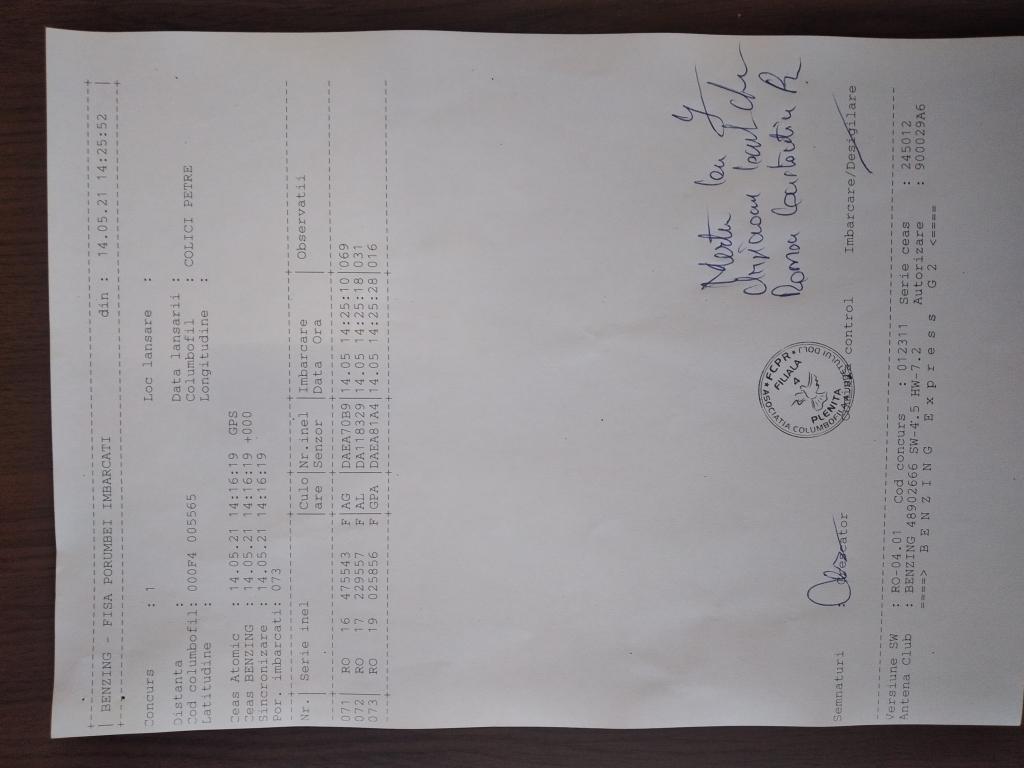 BENZING - FISA PORUMBEI IMBARCATI din : 14.05.21 14:25:52
Concurs : 1 Loc lansare :
Distanta : Data lansarii :
Cod columbofil: 000F4 005565 Columbofil : COLICI PETRE
Latitudine : Longitudine :
Ceas Atomic : 14.05.21 14:16:19 GPS
Ceas BENZING : 14.05.21 14:16:19 +000
Sincronizare : 14.05.21 14:16:19
Por. imbarcati: 073
Nr.| Serie inel |Culo|Nr.inel |Imbarcare | Observatii
| |are |Senzor |Data Ora |
071| RO 16 475543 F|AG |DAEA70B9|14.05 14:25:10|069
072| RO 17 229557 F|AL |DA118329|14.05 14:25:18|031
073| RO 19 025856 F|GPA |DAEA81A4|14.05 14:25:28|016
ASOCIATIA COLUMBOFILA
FCPR
FILIALA
PLENITA
Semnaturi : control Imbarcare/Desigilare
Versiune SW : RO-04.01 Cod concurs : 012311 Serie ceas : 245012
Antena Club : BENZING 48902666 SW-4.5 HW-7.2 Autorizare : 900029A6
====> B E N Z I N G E x p r e s s G 2 <====